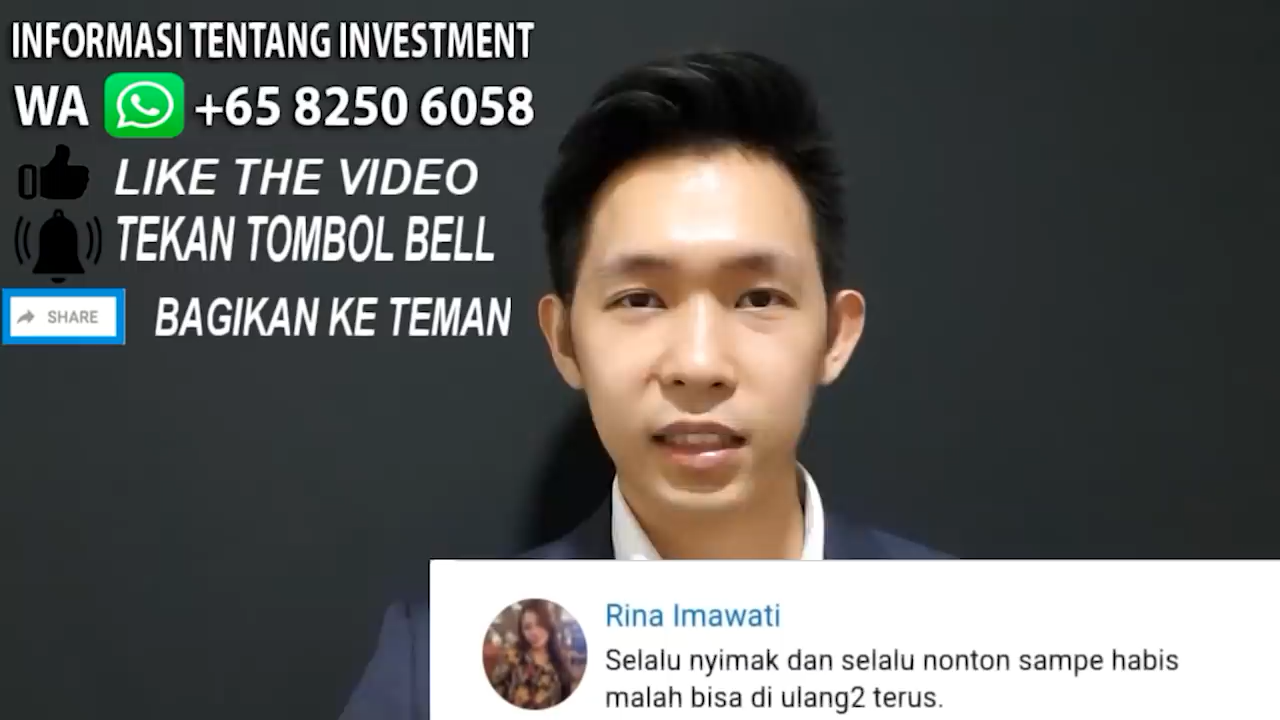 INFORMASI TENTANG INVESTMENT
WA +65 8250 6058
LIKE THE VIDEO
TEKAN TOMBOL BELL
SHARE
BAGIKAN KE TEMAN
Rina Imawati
Selalu nyimak dan selalu nonton sampe habis
malah bisa di ulang2 terus.